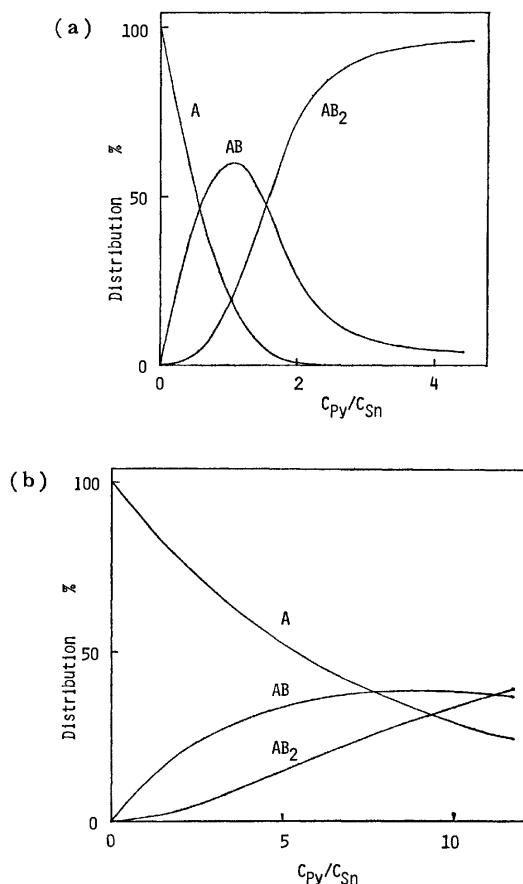 (a)
100
A
AB
AB2
Distribution %
50
0
0
2
4
CPy/CSn
(b)
100
A
AB
AB2
Distribution %
50
0
0
5
10
CPy/CSn